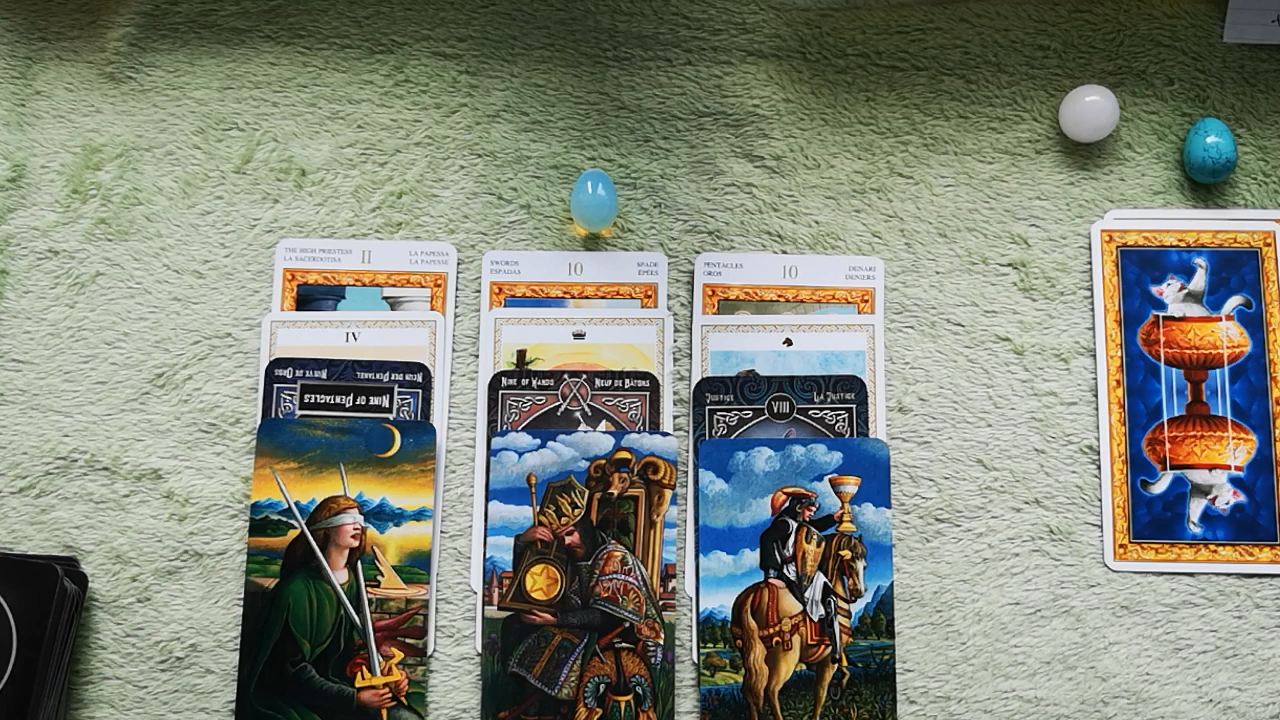 THE HIGH PRIESTESS
LA SACERDOTISA
II
LA PAPESSA
LA PAPESSE
SWORDS
ESPADAS
10
SPADE
ÉPÉES
PENTACLES
OROS
10
DENARI
DENIERS
IV
NINE OF PENTACLES
NINE OF WANDS
NEUF DE BÂTONS
JUSTICE
VIII
LA JUSTICE